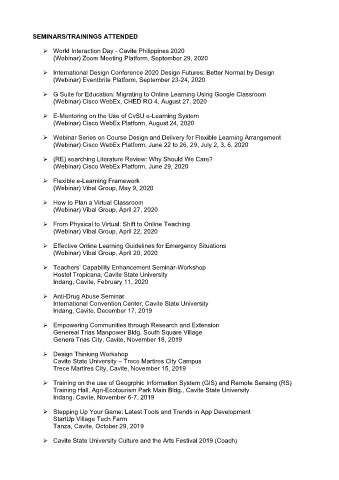 SEMINARS/TRAININGS ATTENDED
➢ World Interaction Day - Cavite Philippines 2020
(Webinar) Zoom Meeting Platform, September 29, 2020
➢ International Design Conference 2020 Design Futures: Better Normal by Design
(Webinar) Eventbrite Platform, September 23-24, 2020
➢ G Suite for Education: Migrating to Online Learning Using Google Classroom
(Webinar) Cisco WebEx, CHED RO 4, August 27, 2020
➢ E-Mentoring on the Use of CvSU e-Learning System
(Webinar) Cisco WebEx Platform, August 24, 2020
➢ Webinar Series on Course Design and Delivery for Flexible Learning Arrangement
(Webinar) Cisco WebEx Platform, June 22 to 26, 29, July 2, 3, 6, 2020
➢ (RE) searching Literature Review: Why Should We Care?
(Webinar) Cisco WebEx Platform, June 29, 2020
➢ Flexible e-Learning Framework
(Webinar) Vibal Group, May 9, 2020
➢ How to Plan a Virtual Classroom
(Webinar) Vibal Group, April 27, 2020
➢ From Physical to Virtual: Shift to Online Teaching
(Webinar) Vibal Group, April 22, 2020
➢ Effective Online Learning Guidelines for Emergency Situations
(Webinar) Vibal Group, April 20, 2020
➢ Teachers' Capability Enhancement Seminar-Workshop
Hostel Tropicana, Cavite State University
Indang, Cavite, February 11, 2020
➢ Anti-Drug Abuse Seminar
International Convention Center, Cavite State University
Indang, Cavite, December 17, 2019
➢ Empowering Communities through Research and Extension
Genereal Trias Manpower Bldg. South Square Village
Genera Trias City, Cavite, November 18, 2019
➢ Design Thinking Workshop
Cavite State University – Trece Martires City Campus
Trece Martires City, Cavite, November 15, 2019
➢ Training on the use of Geogrphic Information System (GIS) and Remote Sensing (RS)
Training Hall, Agri-Ecotourism Park Main Bldg., Cavite State University
Indang, Cavite, November 6-7, 2019
➢ Stepping Up Your Game: Latest Tools and Trends in App Development
StartUp Village Tech Farm
Tanza, Cavite, October 29, 2019
➢ Cavite State University Culture and the Arts Festival 2019 (Coach)